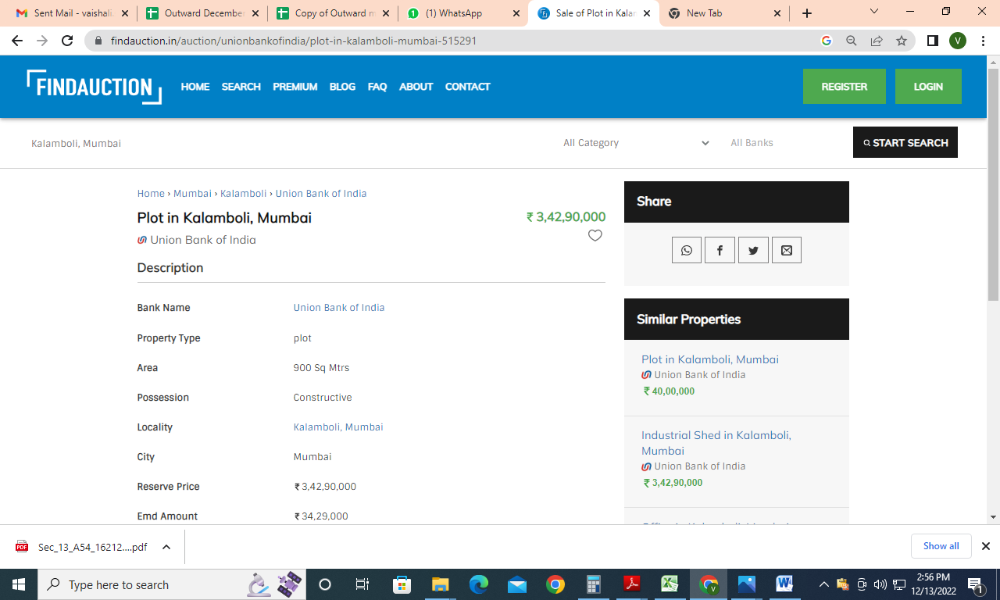 Sent Mail - vaishali.
Outward December
Copy of Outward m
(1) WhatsApp
Sale of Plot in Kalam
New Tab
findauction.in/auction/unionbankofindia/plot-in-kalamboli-mumbai-515291
V
FINDAUCTION
HOME SEARCH PREMIUM BLOG FAQ ABOUT CONTACT
REGISTER LOGIN
Kalamboli, Mumbai
All Category
All Banks
START SEARCH
Home › Mumbai › Kalamboli › Union Bank of India
Plot in Kalamboli, Mumbai
₹ 3,42,90,000
Union Bank of India
Description
Bank Name Union Bank of India
Property Type plot
Area 900 Sq Mtrs
Possession Constructive
Locality Kalamboli, Mumbai
City Mumbai
Reserve Price ₹ 3,42,90,000
Emd Amount ₹ 34,29,000
Share
Similar Properties
Plot in Kalamboli, Mumbai
Union Bank of India
₹ 40,00,000
Industrial Shed in Kalamboli,
Mumbai
Union Bank of India
₹ 3,42,90,000
Sec_13_A54_16212....pdf
Show all
Type here to search
2:56 PM
12/13/2022
1